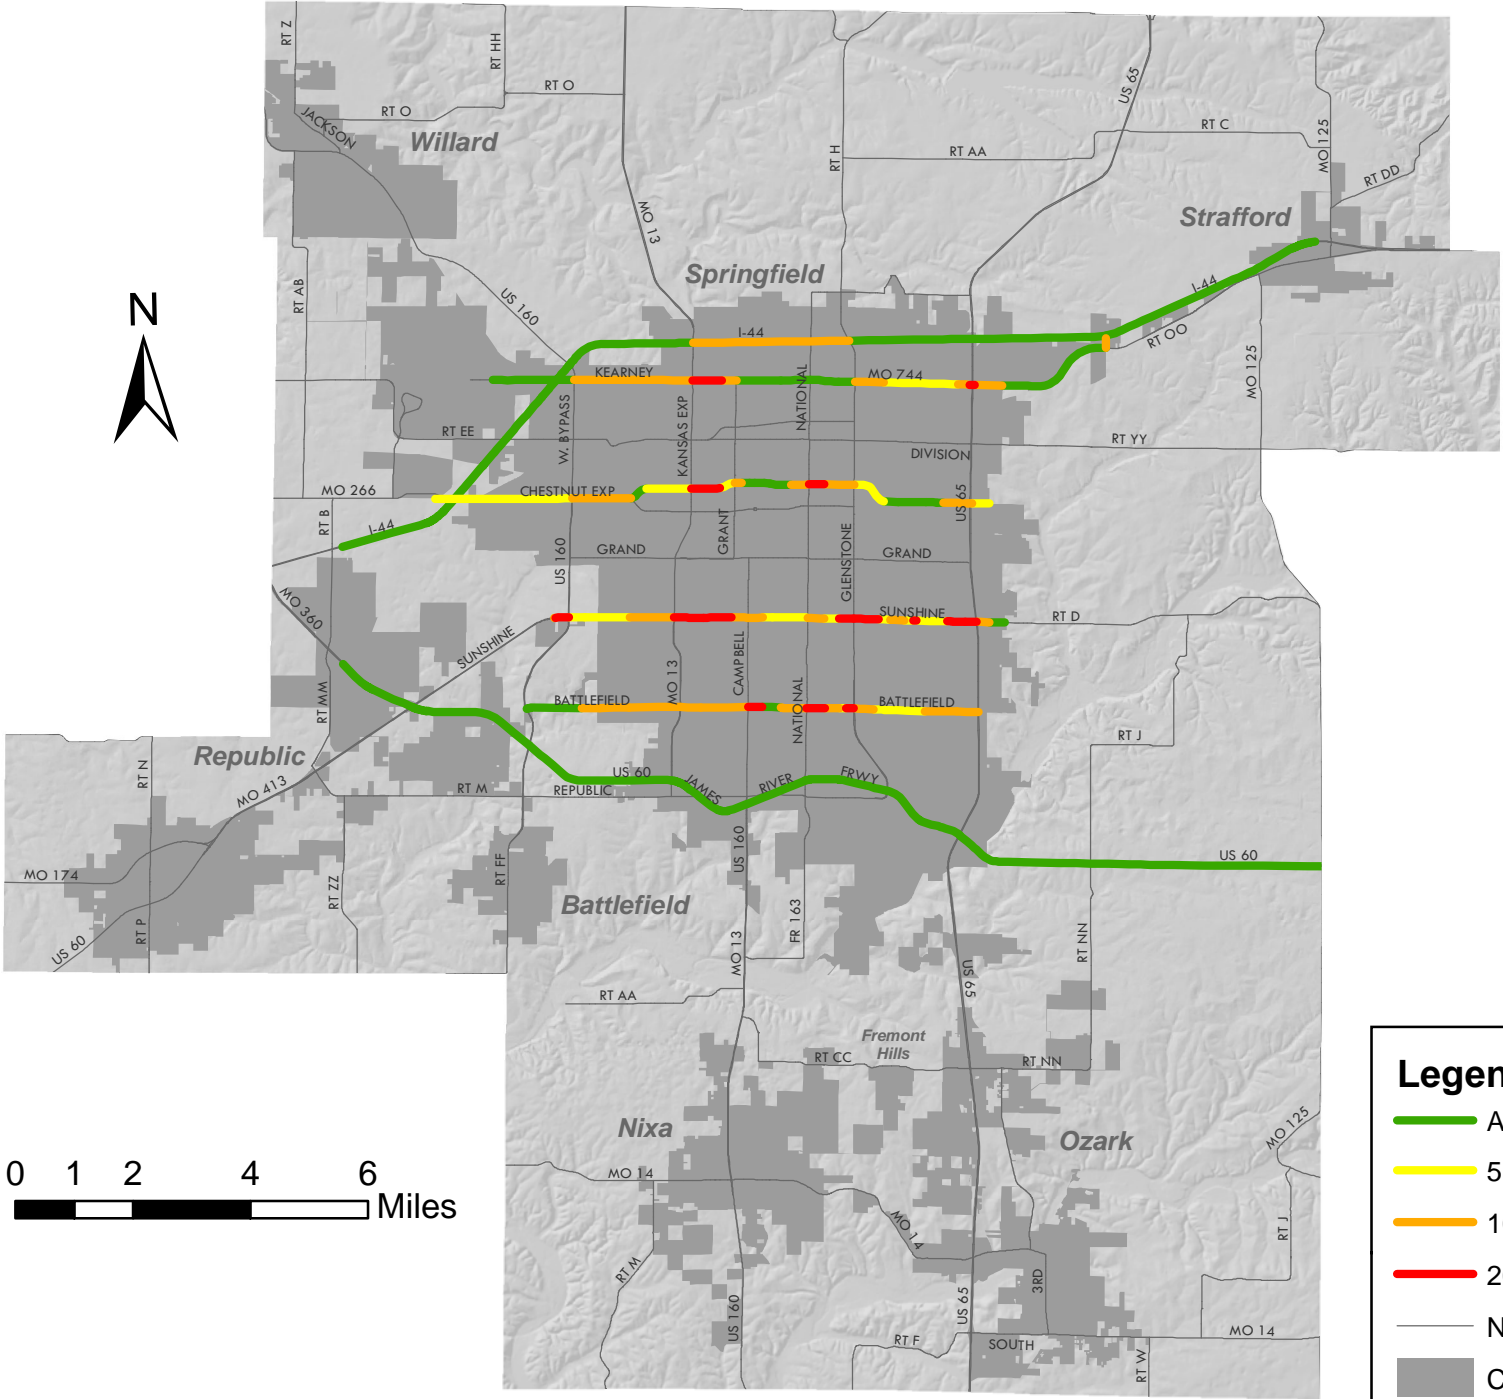 RT Z
RT HH
RT O
RT O
JACKSON
Willard
US 65
RT C
RT AA
RT H
MO 125
RT DD
Strafford
MO 13
Springfield
RT AB
US 160
N
I-44
I-44
RT OO
KEARNEY
MO 744
MO 125
NATIONAL
W. BYPASS
KANSAS EXP
RT EE
RT YY
DIVISION
MO 266
CHESTNUT EXP
US 65
RT B
I-44
GRANT
GRAND
GRAND
US 160
GLENSTONE
MO 360
SUNSHINE
RT D
SUNSHINE
CAMPBELL
MO 13
RT MM
BATTLEFIELD
NATIONAL
BATTLEFIELD
RT J
Republic
RT N
MO 413
RT M
US 60
REPUBLIC
JAMES
RIVER
FRWY
US 160
US 60
MO 174
RT ZZ
RT FF
Battlefield
RT P
US 60
FR 163
MO 13
RT NN
US 65
RT AA
Fremont
Hills
RT CC
RT NN
Nixa
Ozark
MO 125
0 1 2 4 6
Miles
MO 14
MO 14
RT J
RT M
3RD
US 160
US 65
RT F
SOUTH
MO 14
RT W
Legen
A
5
1
2
N
C